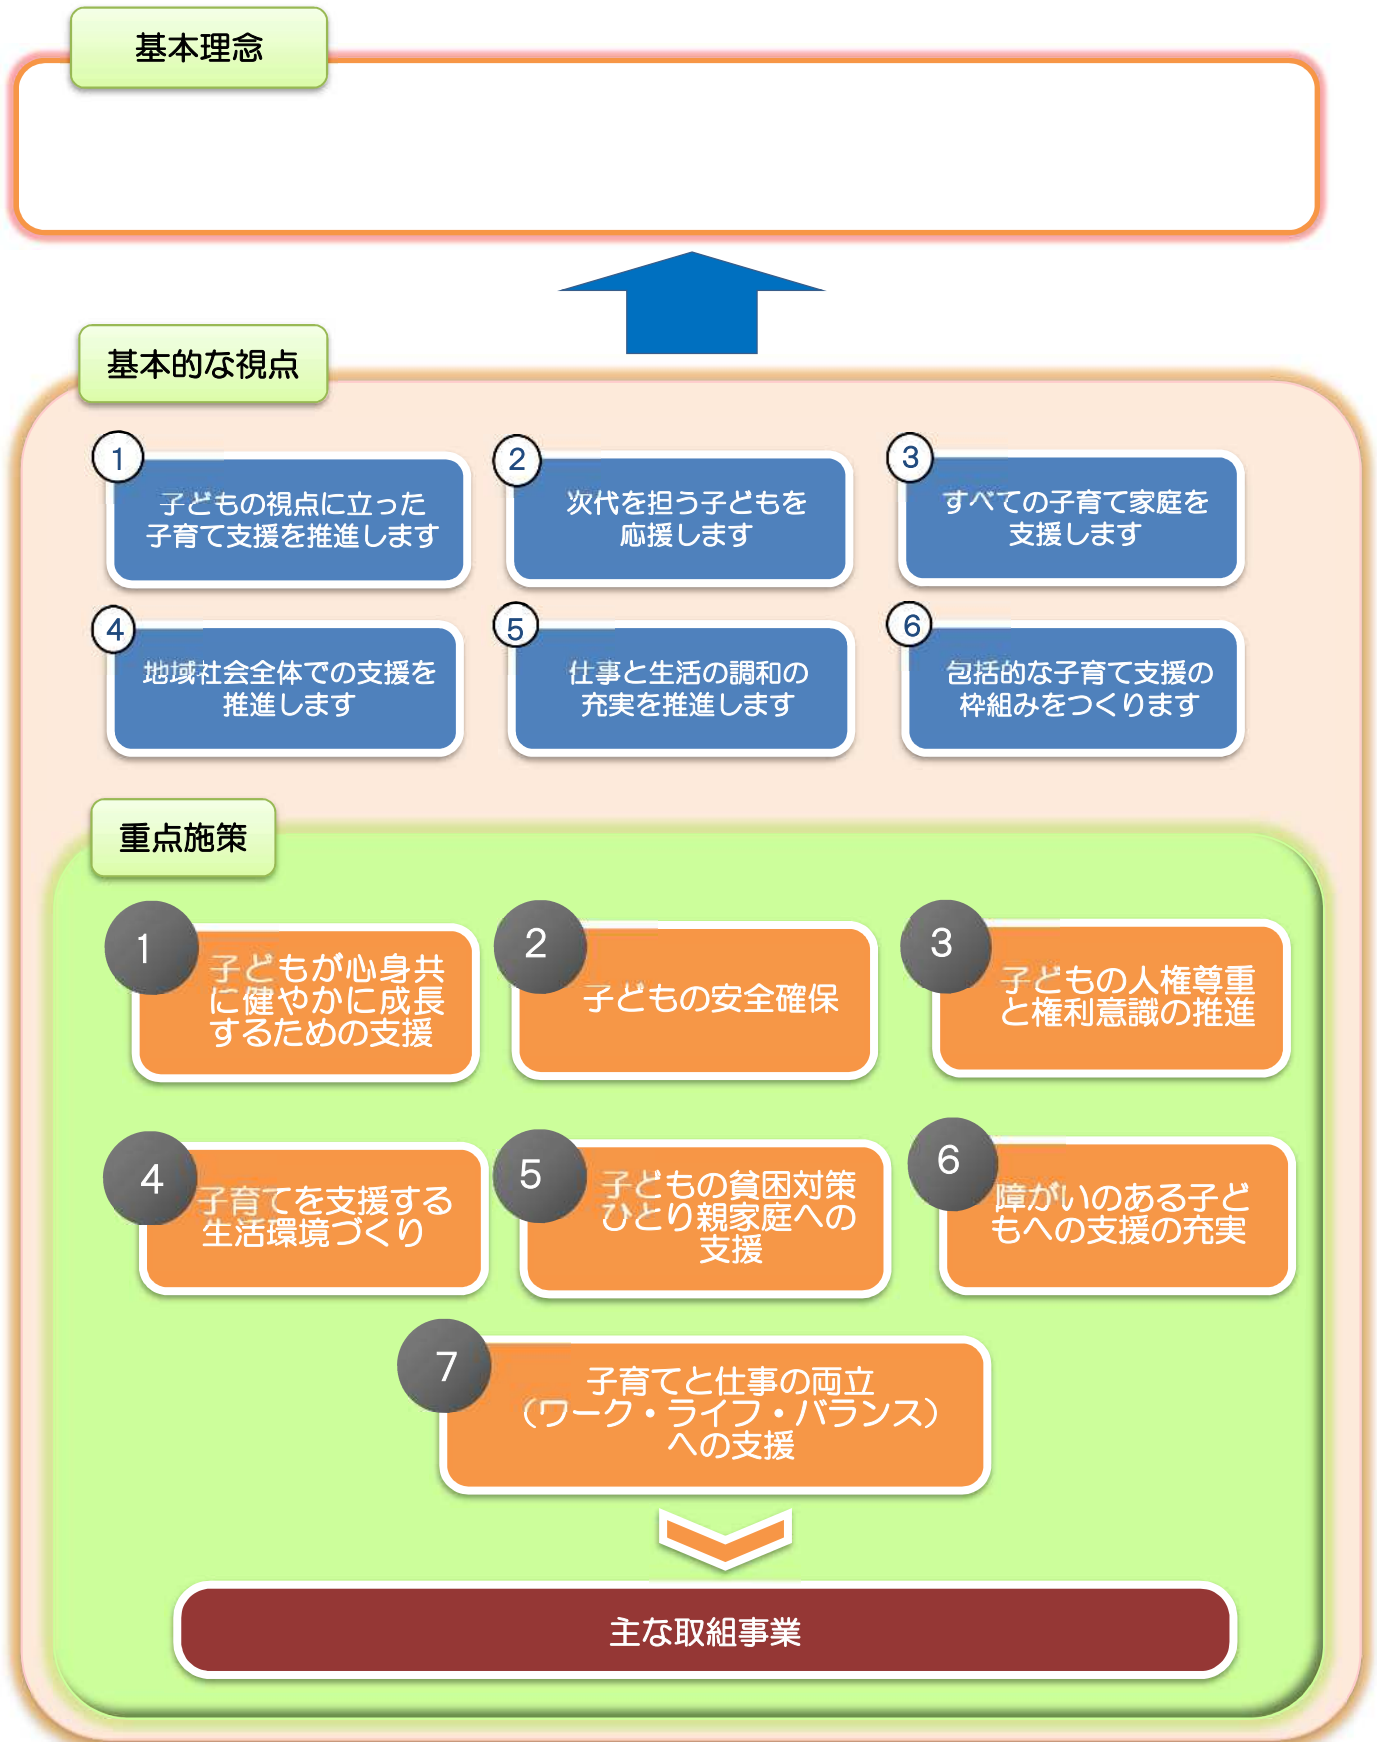 基本理念
基本的な視点
1
子どもの視点に立った
子育て支援を推進します
2
次代を担う子どもを
応援します
3
すべての子育て家庭を
支援します
4
地域社会全体での支援を
推進します
5
仕事と生活の調和の
充実を推進します
6
包括的な子育て支援の
枠組みをつくります
重点施策
1
子どもが心身共
に健やかに成長
するための支援
2
子どもの安全確保
3
子どもの人権尊重
と権利意識の推進
4
子育てを支援する
生活環境づくり
5
子どもの貧困対策
ひとり親家庭への
支援
6
障がいのある子ど
もへの支援の充実
7
子育てと仕事の両立
（ワーク・ライフ・バランス）
への支援
主な取組事業